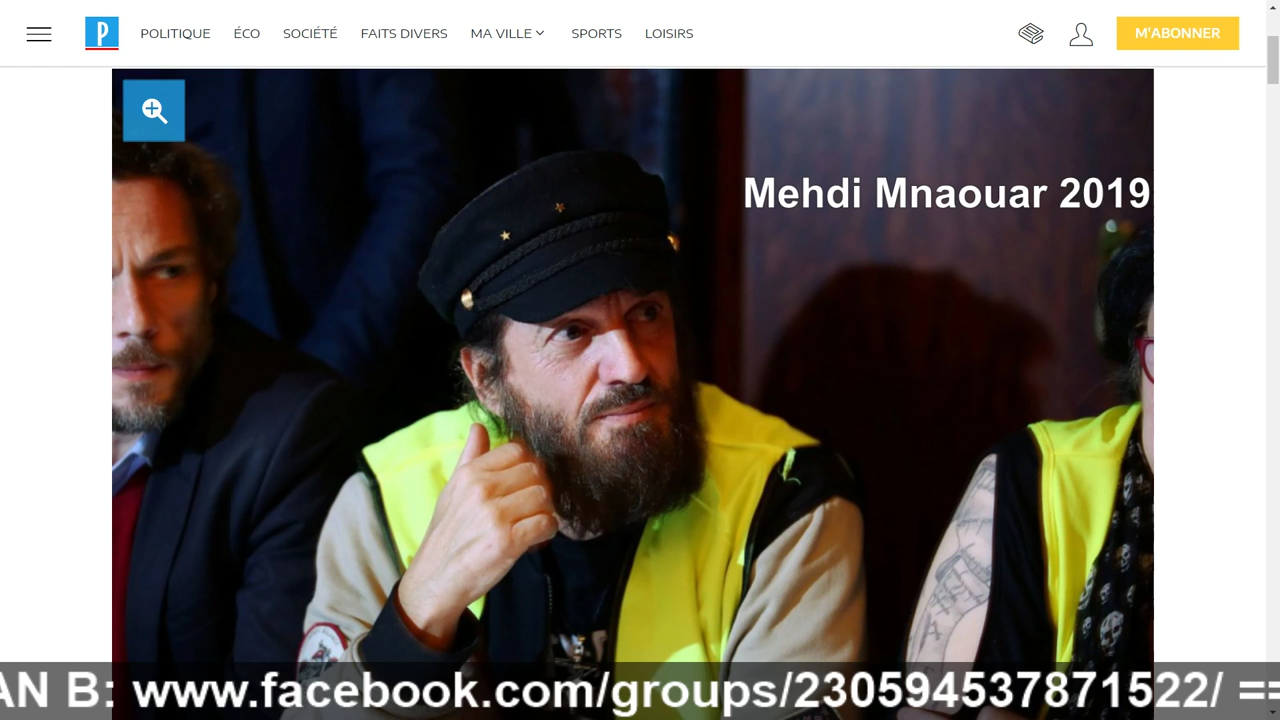 POLITIQUE ÉCO SOCIÉTÉ FAITS DIVERS MA VILLE SPORTS LOISIRS M'ABONNER
Mehdi Mnaouar 2019
AN B: www.facebook.com/groups/230594537871522/ ==